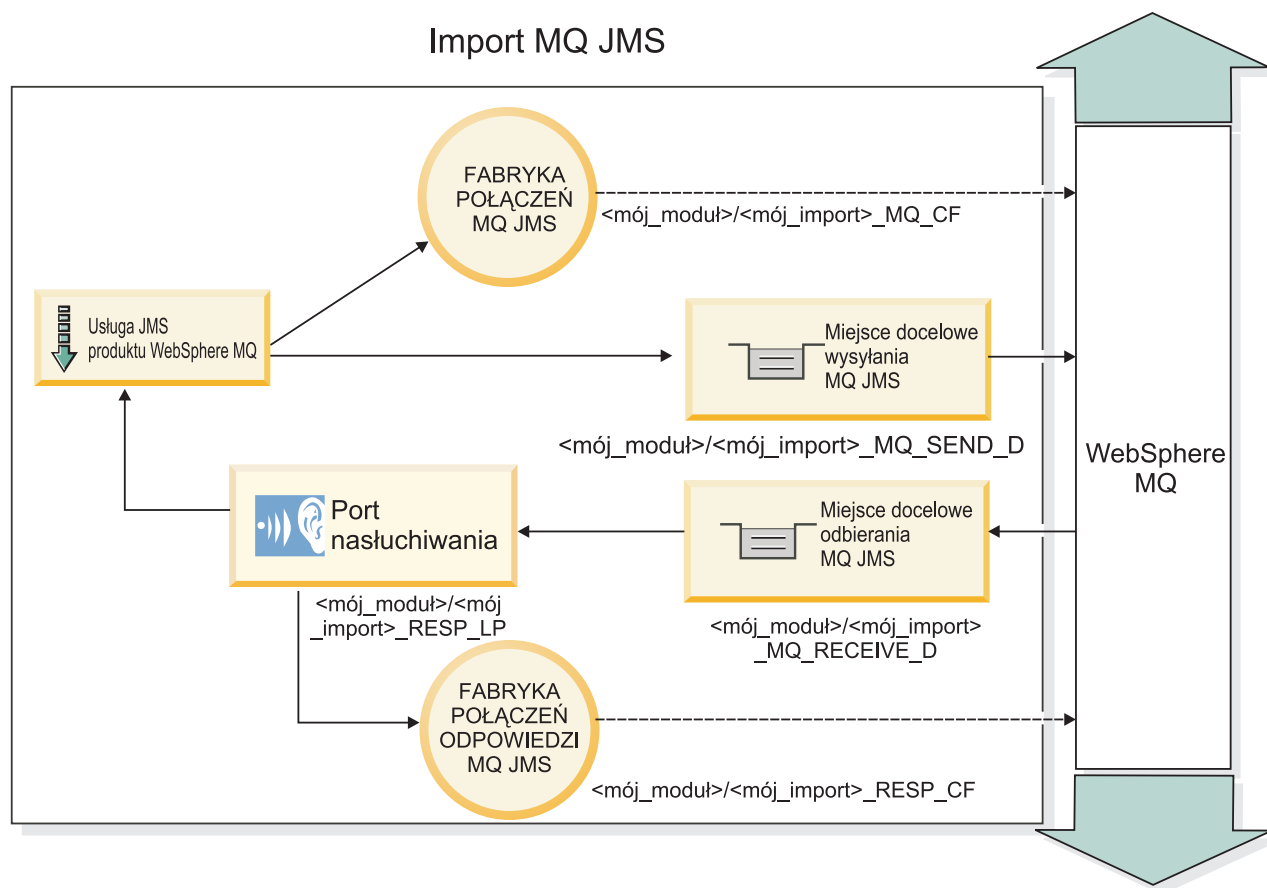 Import MQ JMS
FABRYKA
POŁĄCZEŃ
MQ JMS
<mój_moduł>/<mój_import>_MQ_CF
Usługa JMS
produktu WebSphere MQ
Miejsce docelowe
wysyłania
MQ JMS
<mój_moduł>/<mój_import>_MQ_SEND_D
WebSphere
MQ
Port
nasłuchiwania
Miejsce docelowe
odbierania
MQ JMS
<mój_moduł>/<mój
_import>_RESP_LP
<mój_moduł>/<mój_import>
_MQ_RECEIVE_D
FABRYKA
POŁĄCZEŃ
ODPOWIEDZI
MQ JMS
<mój_moduł>/<mój_import>_RESP_CF